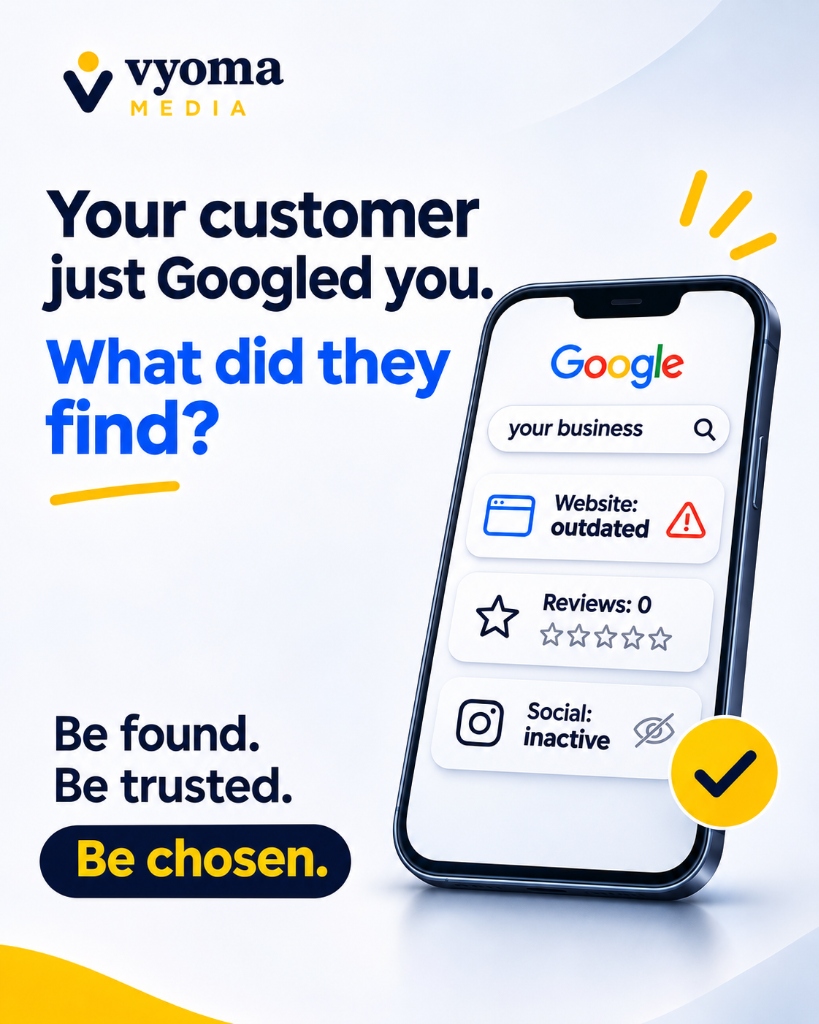 vyoma
MEDIA
Your customer
just Googled you.
What did they
find?
Google
your business
Website:
outdated
Reviews: 0
Social:
inactive
Be found.
Be trusted.
Be chosen.